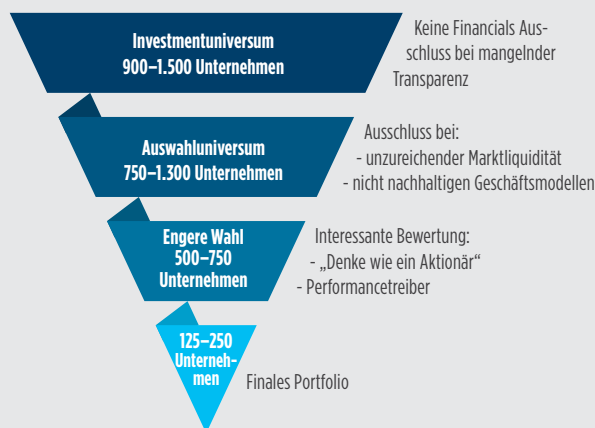 Investmentuniversum
900–1.500 Unternehmen
Keine Financials Aus-
schluss bei mangelnder
Transparenz
Auswahluniversum
750–1.300 Unternehmen
Ausschluss bei:
- unzureichender Marktliquidität
- nicht nachhaltigen Geschäftsmodellen
Engere Wahl
500–750
Unternehmen
Interessante Bewertung:
- „Denke wie ein Aktionär“
- Performancetreiber
125–250
Unterneh-
men
Finales Portfolio